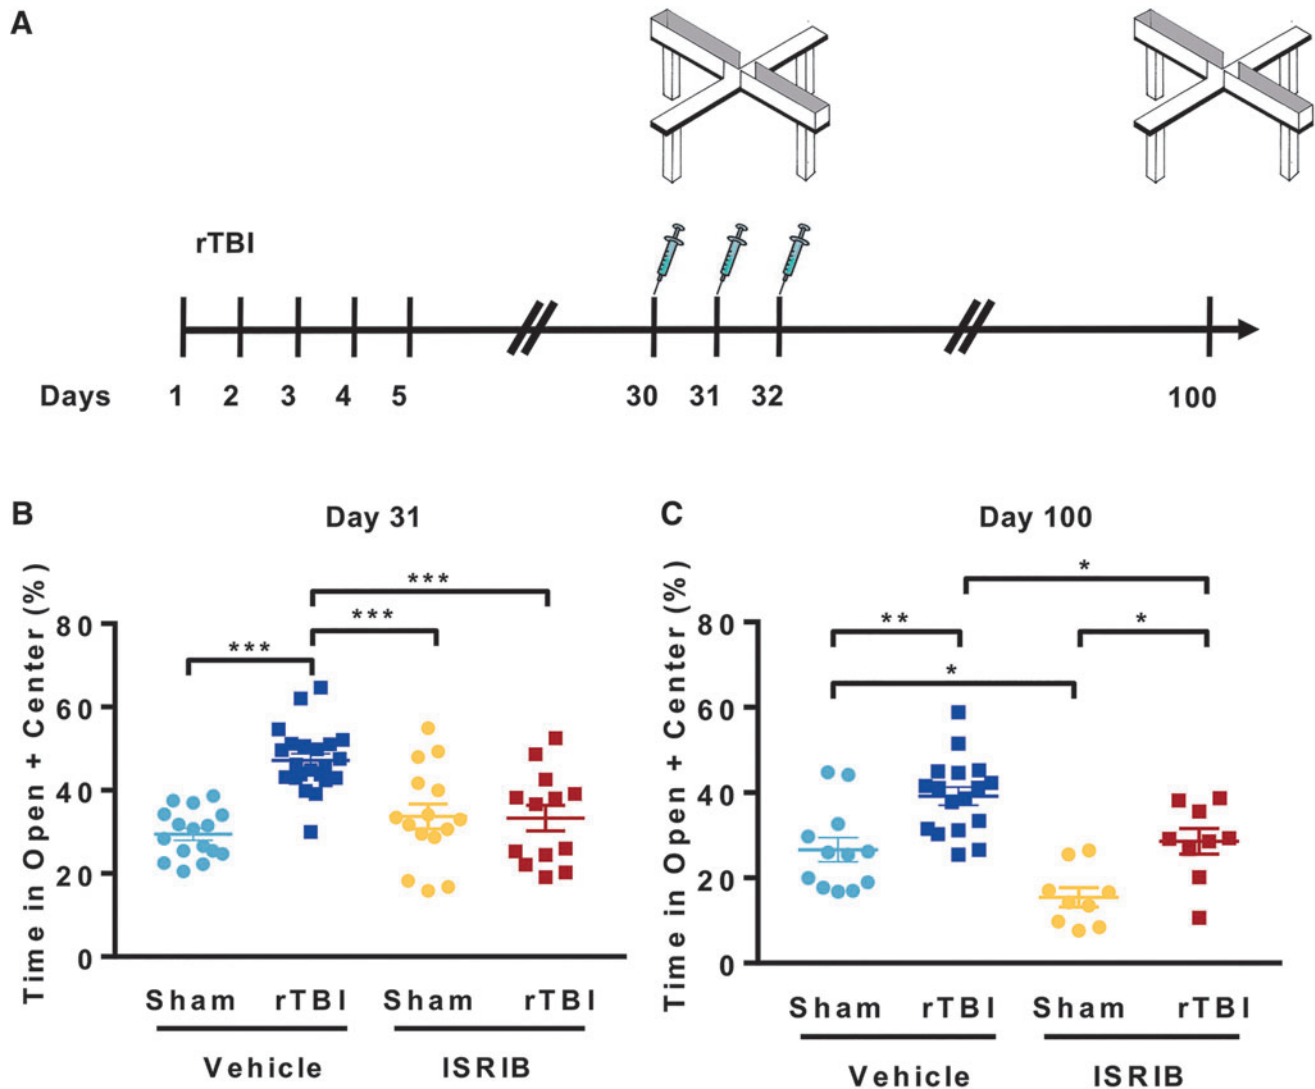 A
rTBI
Days 1 2 3 4 5 30 31 32 100
B Day 31
Time in Open + Center (%)
***
***
***
80
60
40
20
0
Sham rTBI Sham rTBI
Vehicle ISRIB
C Day 100
Time in Open + Center (%)
*
** *
*
80
60
40
20
0
Sham rTBI Sham rTBI
Vehicle ISRIB